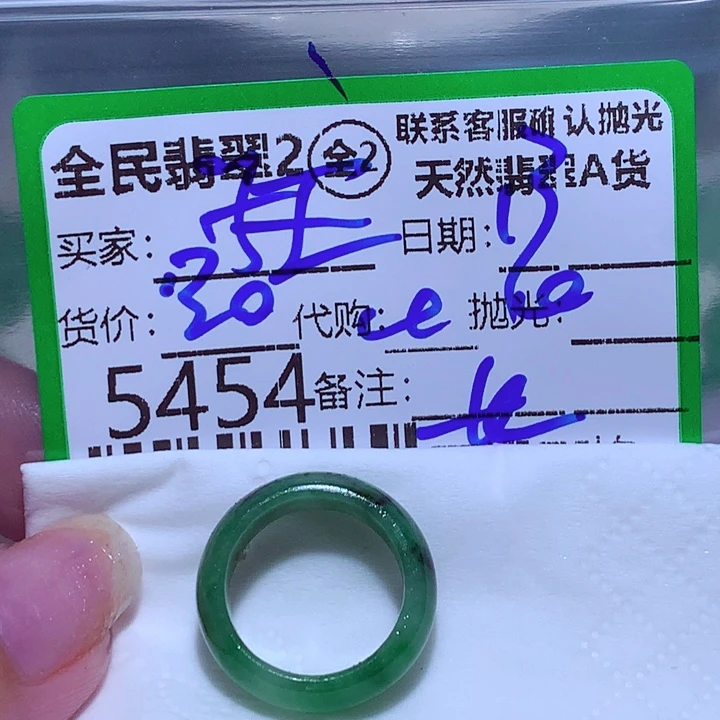 全民翡翠2 全2 联系客服确认抛光
天然翡翠A货
买家: 日期:
货价: 30 代购: 抛光:
5454 备注: